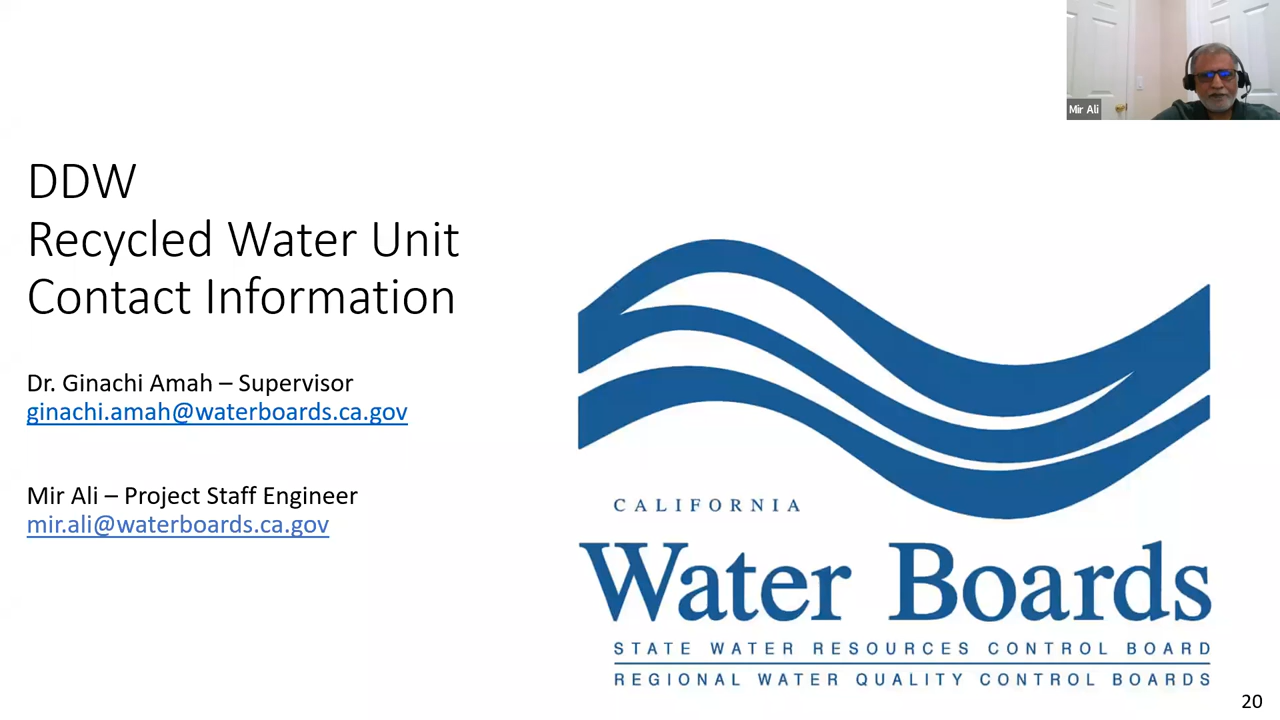 Mir Ali
DDW
Recycled Water Unit
Contact Information
Dr. Ginachi Amah – Supervisor
ginachi.amah@waterboards.ca.gov
Mir Ali – Project Staff Engineer
mir.ali@waterboards.ca.gov
CALIFORNIA
Water Boards
STATE WATER RESOURCES CONTROL BOARD
REGIONAL WATER QUALITY CONTROL BOARDS
20